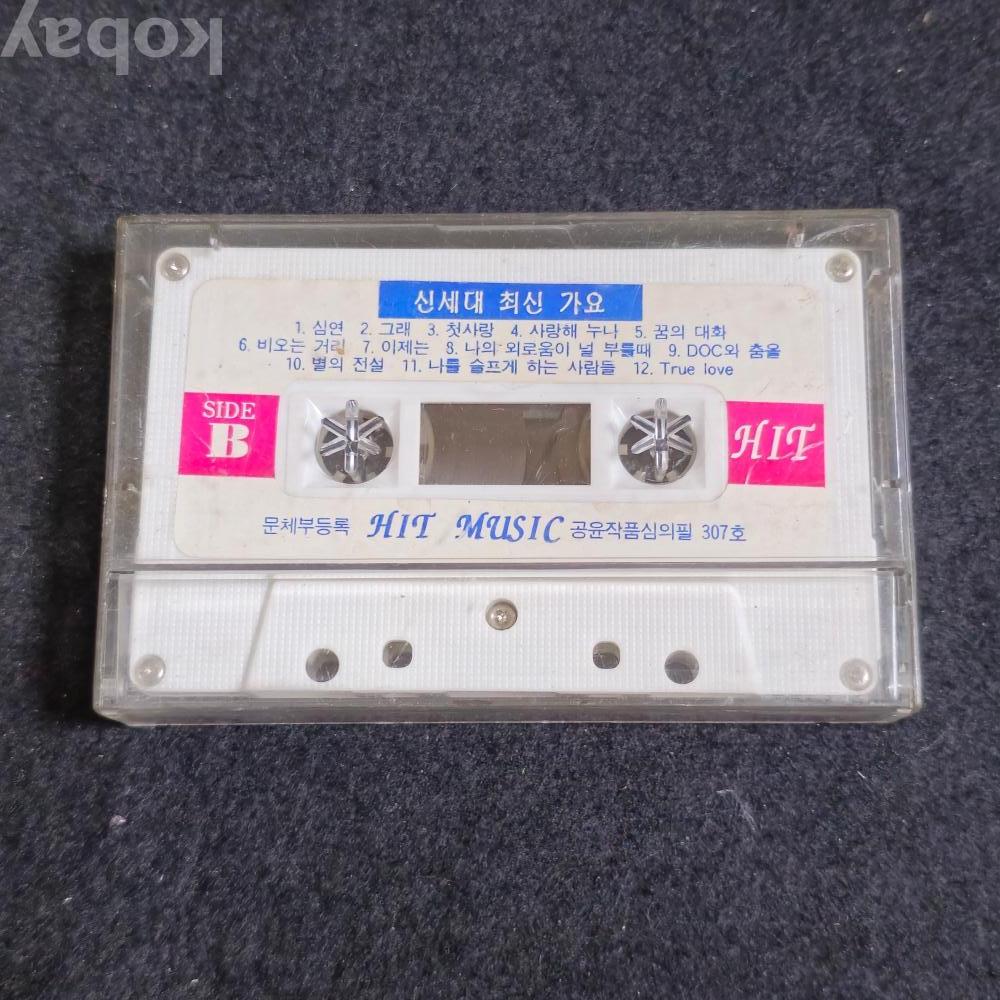 kobay
신세대 최신 가요
1. 심연 2. 그래 3. 첫사랑 4. 사랑해 누나 5. 꿈의 대화
6. 비오는 거리 7. 이제는 8. 나의 외로움이 널 부를때 9. DOC와 춤을
10. 별의 전설 11. 나를 슬프게 하는 사람들 12. True love
SIDE
B
HIT
문체부등록 HIT MUSIC 공윤작품심의필 307호